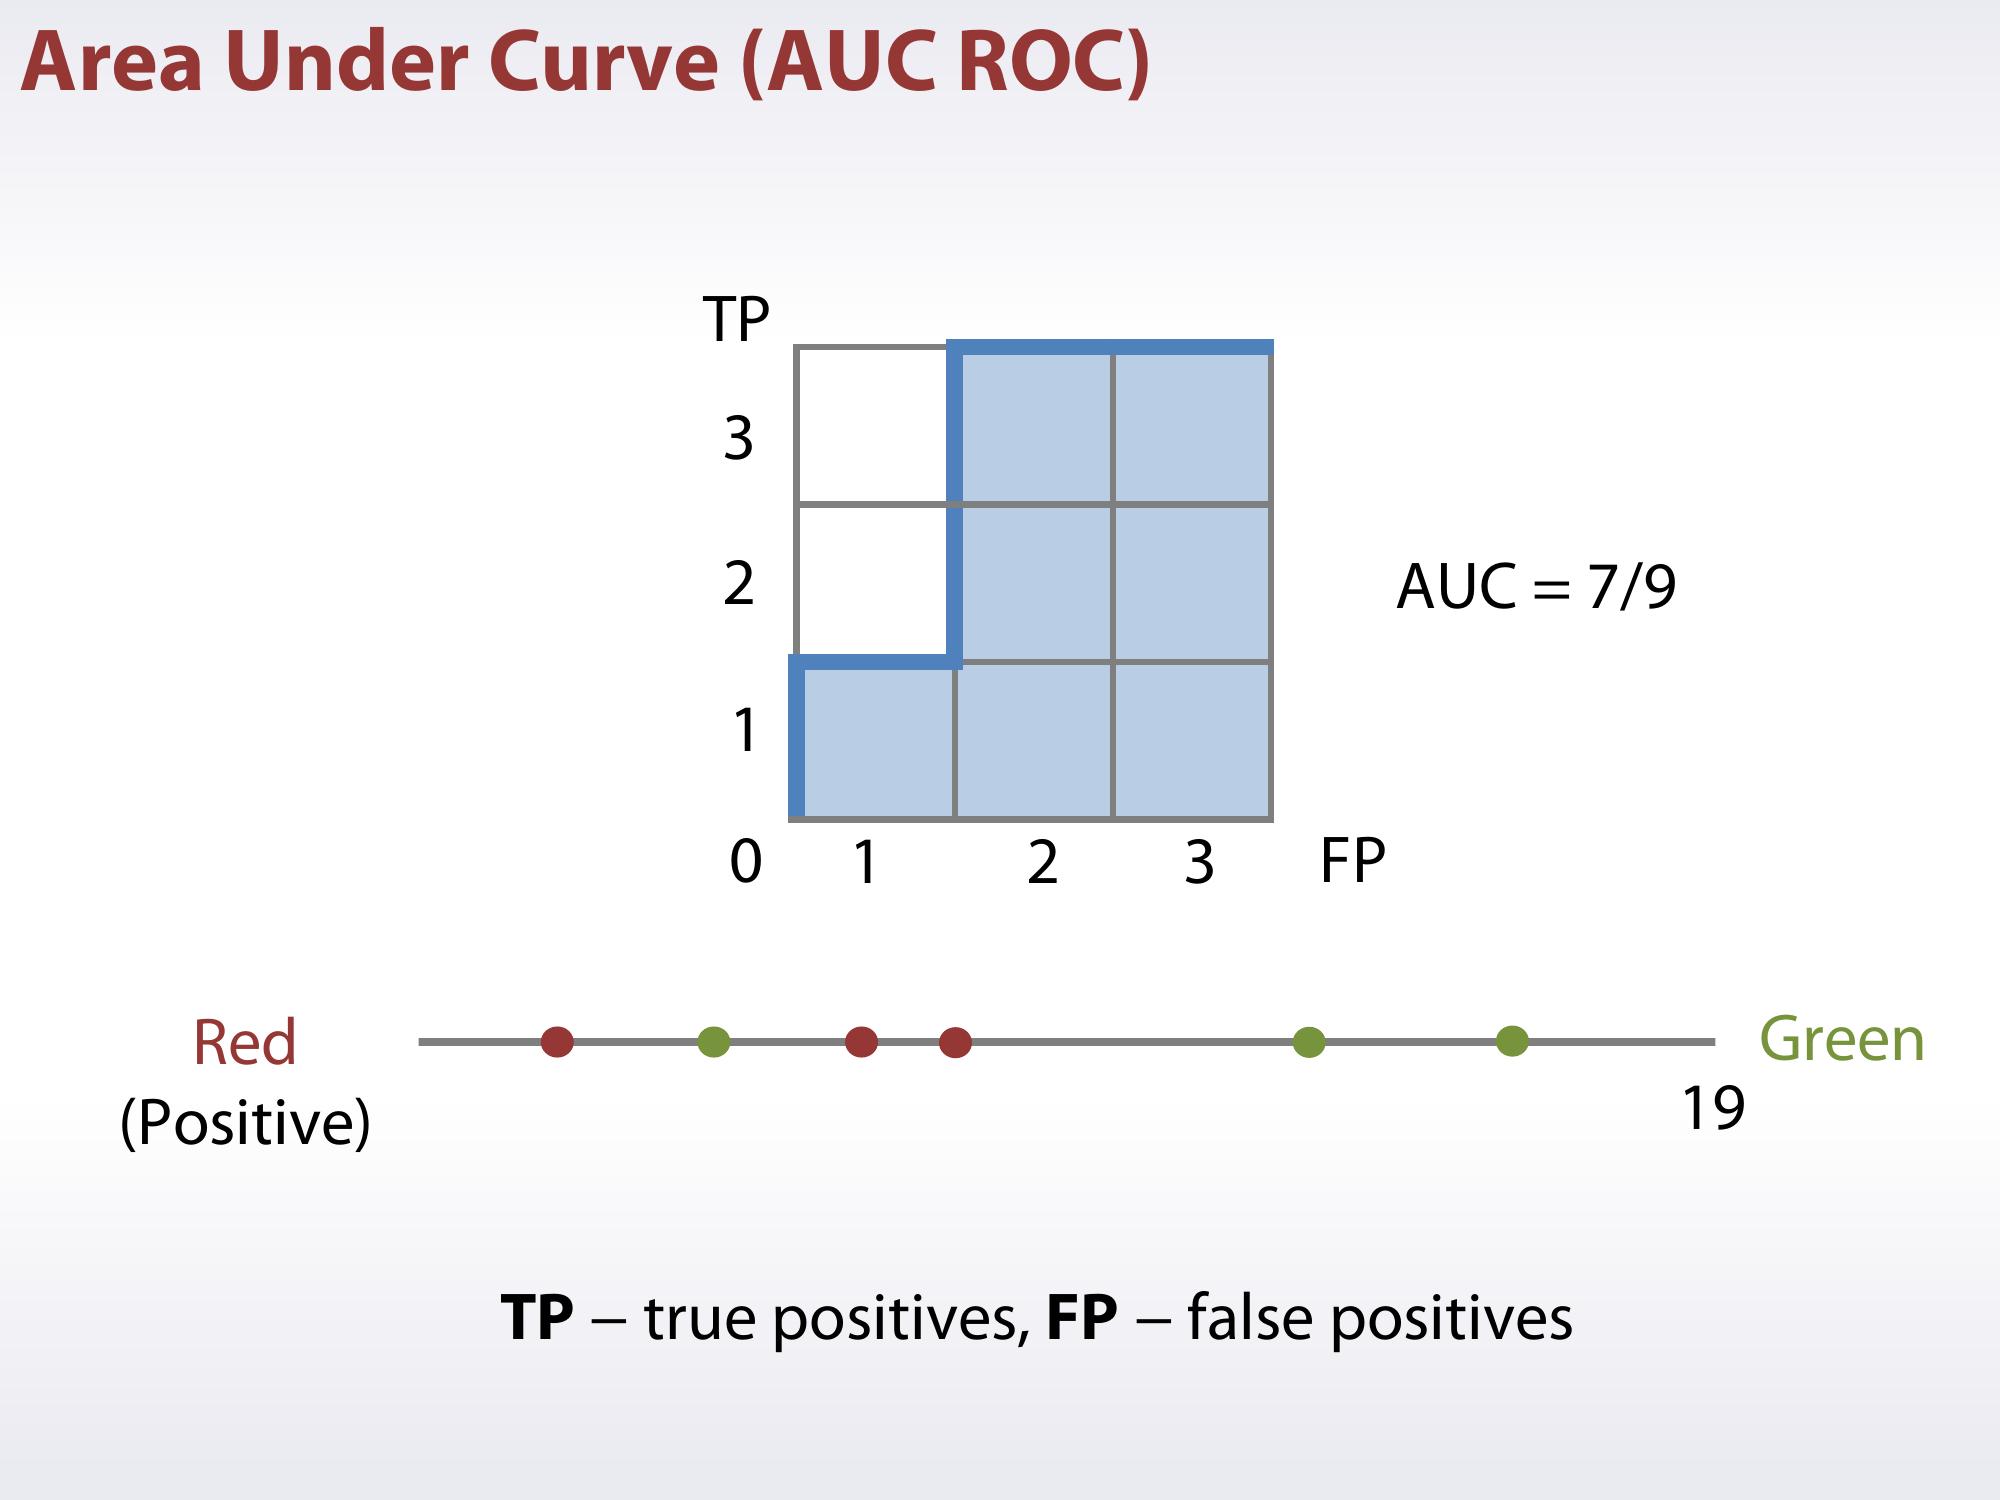 Area Under Curve (AUC ROC)
TP
3
2
AUC = 7/9
1
0 1 2 3 FP
Red
Green
(Positive)
19
TP – true positives, FP – false positives